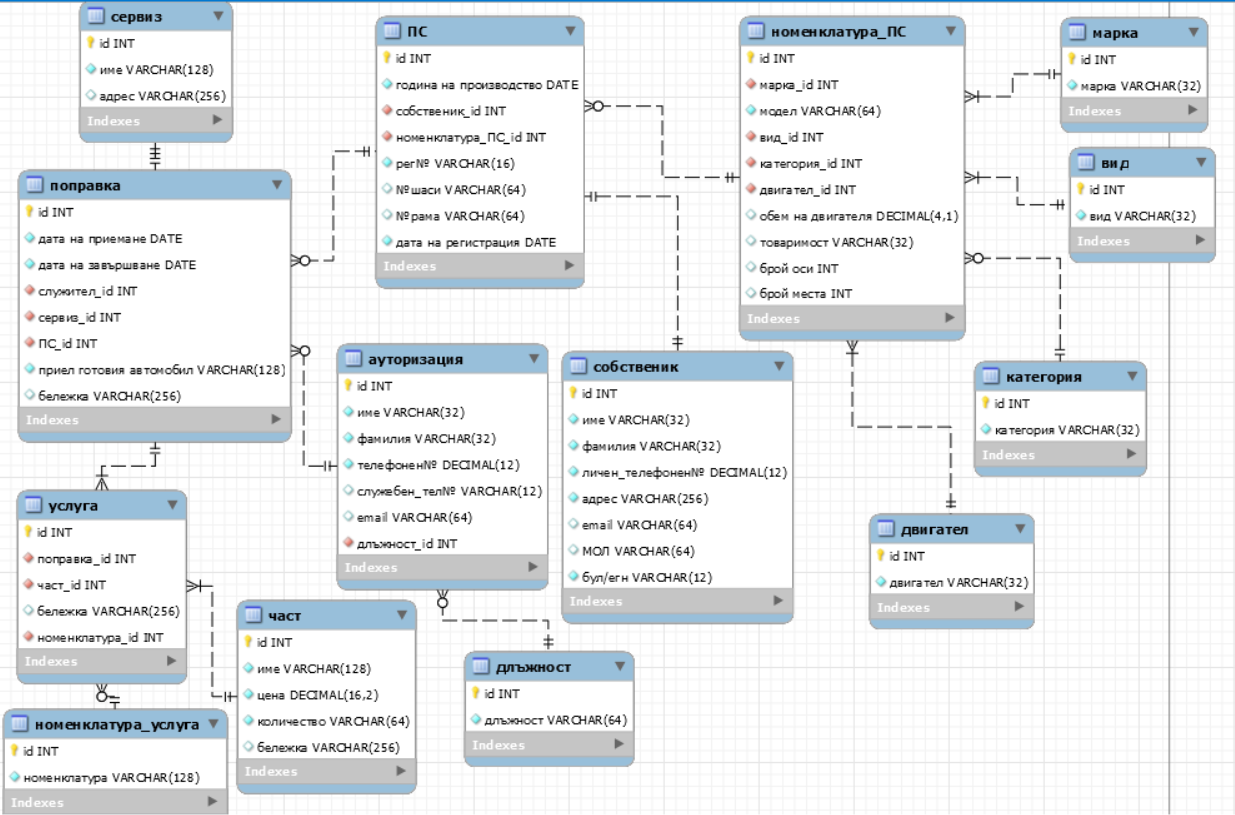 сервиз
id INT
име VARCHAR(128)
адрес VARCHAR(256)
Indexes
ПС
id INT
година на производство DATE
собственик_id INT
номенклатура_ПС_id INT
рег№ VARCHAR(16)
№шаси VARCHAR(64)
№рама VARCHAR(64)
дата на регистрация DATE
Indexes
номенклатура_ПС
id INT
марка_id INT
модел VARCHAR(64)
вид_id INT
категория_id INT
двигател_id INT
обем на двигателя DECIMAL(4,1)
товаримост VARCHAR(32)
брой оси INT
брой места INT
Indexes
марка
id INT
марка VARCHAR(32)
Indexes
вид
id INT
вид VARCHAR(32)
Indexes
поправка
id INT
дата на приемане DATE
дата на завършване DATE
служител_id INT
сервиз_id INT
ПС_id INT
приел готовия автомобил VARCHAR(128)
бележка VARCHAR(256)
Indexes
ауторизация
id INT
име VARCHAR(32)
фамилия VARCHAR(32)
телефонен№ DECIMAL(12)
служебен_тел№ VARCHAR(12)
email VARCHAR(64)
длъжност_id INT
Indexes
собственик
id INT
име VARCHAR(32)
фамилия VARCHAR(32)
личен_телефонен№ DECIMAL(12)
адрес VARCHAR(256)
email VARCHAR(64)
МОЛ VARCHAR(64)
бул/егн VARCHAR(12)
Indexes
категория
id INT
категория VARCHAR(32)
Indexes
услуга
id INT
поправка_id INT
част_id INT
бележка VARCHAR(256)
номенклатура_id INT
Indexes
двигател
id INT
двигател VARCHAR(32)
Indexes
част
id INT
име VARCHAR(128)
цена DECIMAL(16,2)
количество VARCHAR(64)
бележка VARCHAR(256)
Indexes
длъжност
id INT
длъжност VARCHAR(64)
Indexes
номенклатура_услуга
id INT
номенклатура VARCHAR(128)
Indexes